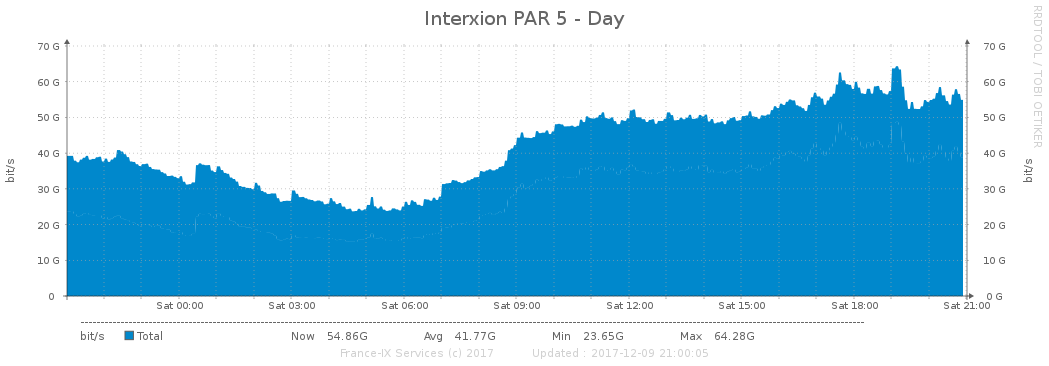 Interxion PAR 5 - Day
RRDTOOL / TOBI OETIKER
bit/s
70 G 70 G
60 G 60 G
50 G 50 G
40 G 40 G
30 G 30 G
20 G 20 G
10 G 10 G
0 0 G
bit/s
Sat 00:00 Sat 03:00 Sat 06:00 Sat 09:00 Sat 12:00 Sat 15:00 Sat 18:00 Sat 21:00
bit/s Total Now 54.86G Avg 41.77G Min 23.65G Max 64.28G
France-IX Services (c) 2017 Updated : 2017-12-09 21:00:05